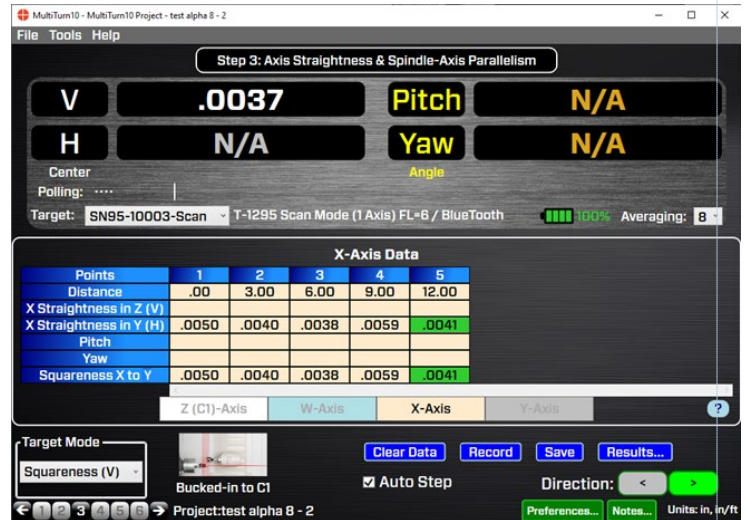 MultiTurn10 - MultiTurn10 Project - test alpha 8 - 2
File Tools Help
Step 3: Axis Straightness & Spindle-Axis Parallelism
V .0037 Pitch N/A
H N/A Yaw N/A
Center Angle
Polling: ....
Target: SN95-10003-Scan T-1295 Scan Mode (1 Axis) FL=6 / BlueTooth 100% Averaging: 8
X-Axis Data
Points 1 2 3 4 5
Distance .00 3.00 6.00 9.00 12.00
X Straightness in Z (V)
X Straightness in Y (H) .0050 .0040 .0038 .0059 .0041
Pitch
Yaw
Squareness X to Y .0050 .0040 .0038 .0059 .0041
Z (C1)-Axis W-Axis X-Axis Y-Axis ?
Target Mode
Squareness (V)
Bucked-in to C1
Clear Data Record Save Results...
Auto Step Direction: < >
1 2 3 4 5 6 Project:test alpha 8 - 2 Preferences... Notes... Units: in, in/ft